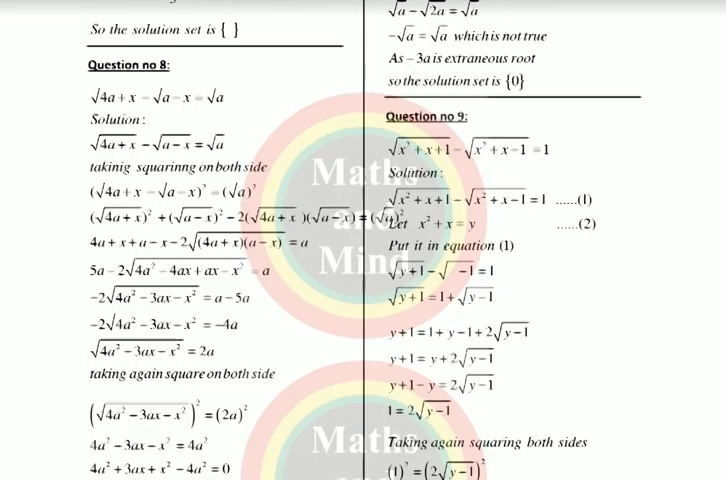 So the solution set is { }
Question no 8:
√4a + x − √a − x = √a
Solution :
√4a + x − √a − x = √a
takinig squarinng on both side
(√4a + x − √a − x)² = (√a)²
(√4a + x)² + (√a − x)² − 2(√4a + x )(√a − x) = (√a)²
4a + x + a − x − 2√(4a + x)(a − x) = a
5a − 2√4a² − 4ax + ax − x² = a
−2√4a² − 3ax − x² = a − 5a
−2√4a² − 3ax − x² = −4a
√4a² − 3ax − x² = 2a
taking again square on both side
(√4a² − 3ax − x²)² = (2a)²
4a² − 3ax − x² = 4a²
4a² + 3ax + x² − 4a² = 0
√a − √2a = √a
−√a = √a which is not true
As − 3a is extraneous root
so the solution set is {0}
Question no 9:
√x² + x + 1 − √x² + x − 1 = 1
Solution :
√x² + x + 1 − √x² + x − 1 = 1 ......(1)
Let x² + x = y ......(2)
Put it in equation (1)
√y + 1 − √ − 1 = 1
√y + 1 = 1 + √y − 1
y + 1 = 1 + y − 1 + 2√y − 1
y + 1 = y + 2√y − 1
y + 1 − y = 2√y − 1
1 = 2√y − 1
Taking again squaring both sides
(1)² = (2√y − 1)²
Maths
and
Mind
Maths
and